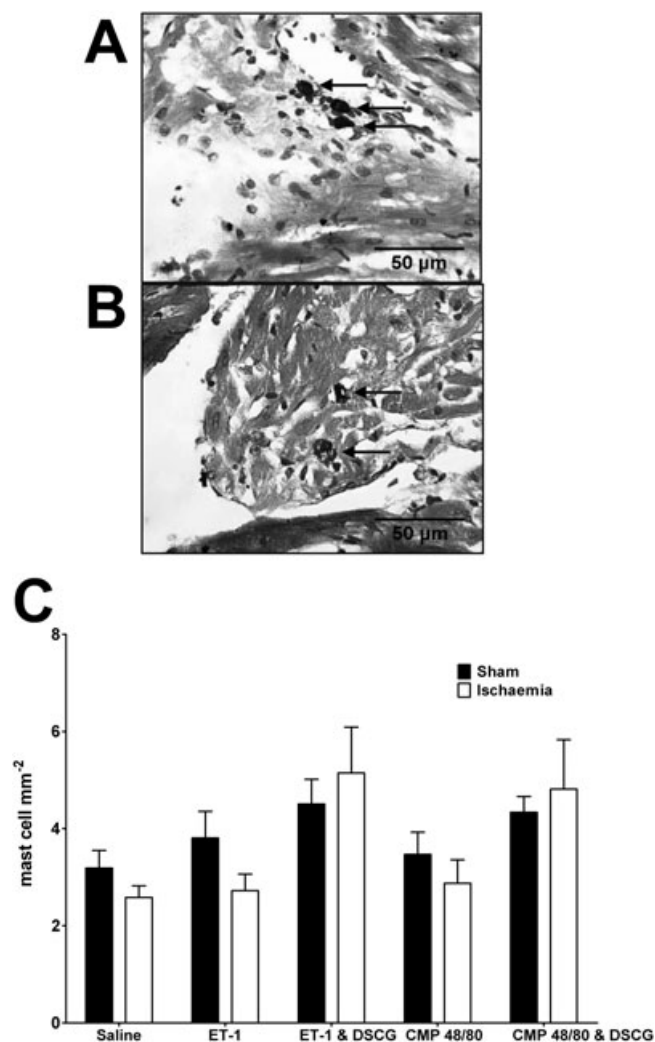 A
50 µm
B
50 µm
C
8
6
4
2
0
mast cell mm-2
Sham
Ischaemia
Saline
ET-1
ET-1 & DSCG
CMP 48/80
CMP 48/80 & DSCG